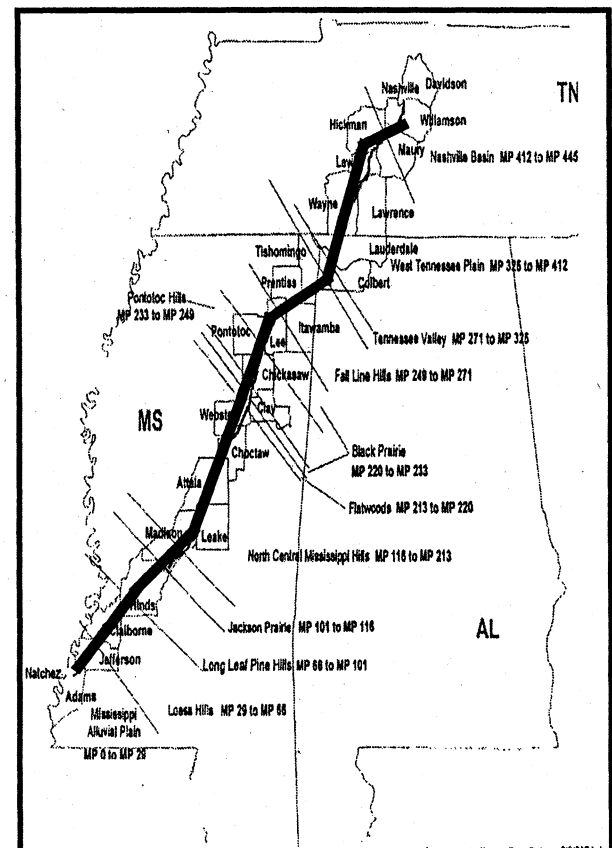 TN
Davidson
Nashville
Williamson
Hickman
Maury
Nashville Basin MP 412 to MP 445
Wayne
Lawrance
Lauderdale
Tishomingo
West Tennessee Plain MP 325 to MP 412
Prentiss
Colbert
Pontotoc Hills
MP 233 to MP 249
Itawamba
Pontotoc
Lee
Tennessee Valley MP 271 to MP 325
Chickasaw
Fall Line Hills MP 249 to MP 271
MS
Clay
Choctaw
Black Prairie
MP 220 to MP 233
Attala
Flatwoods MP 213 to MP 220
Madison
Leake
North Central Mississippi Hills MP 116 to MP 213
Hinds
Jackson Prairie MP 101 to MP 116
AL
Claiborne
Jefferson
Long Leaf Pine Hills MP 66 to MP 101
Natchez
Adams
Loess Hills MP 29 to MP 66
Mississippi
Alluvial Plain
MP 0 to MP 29